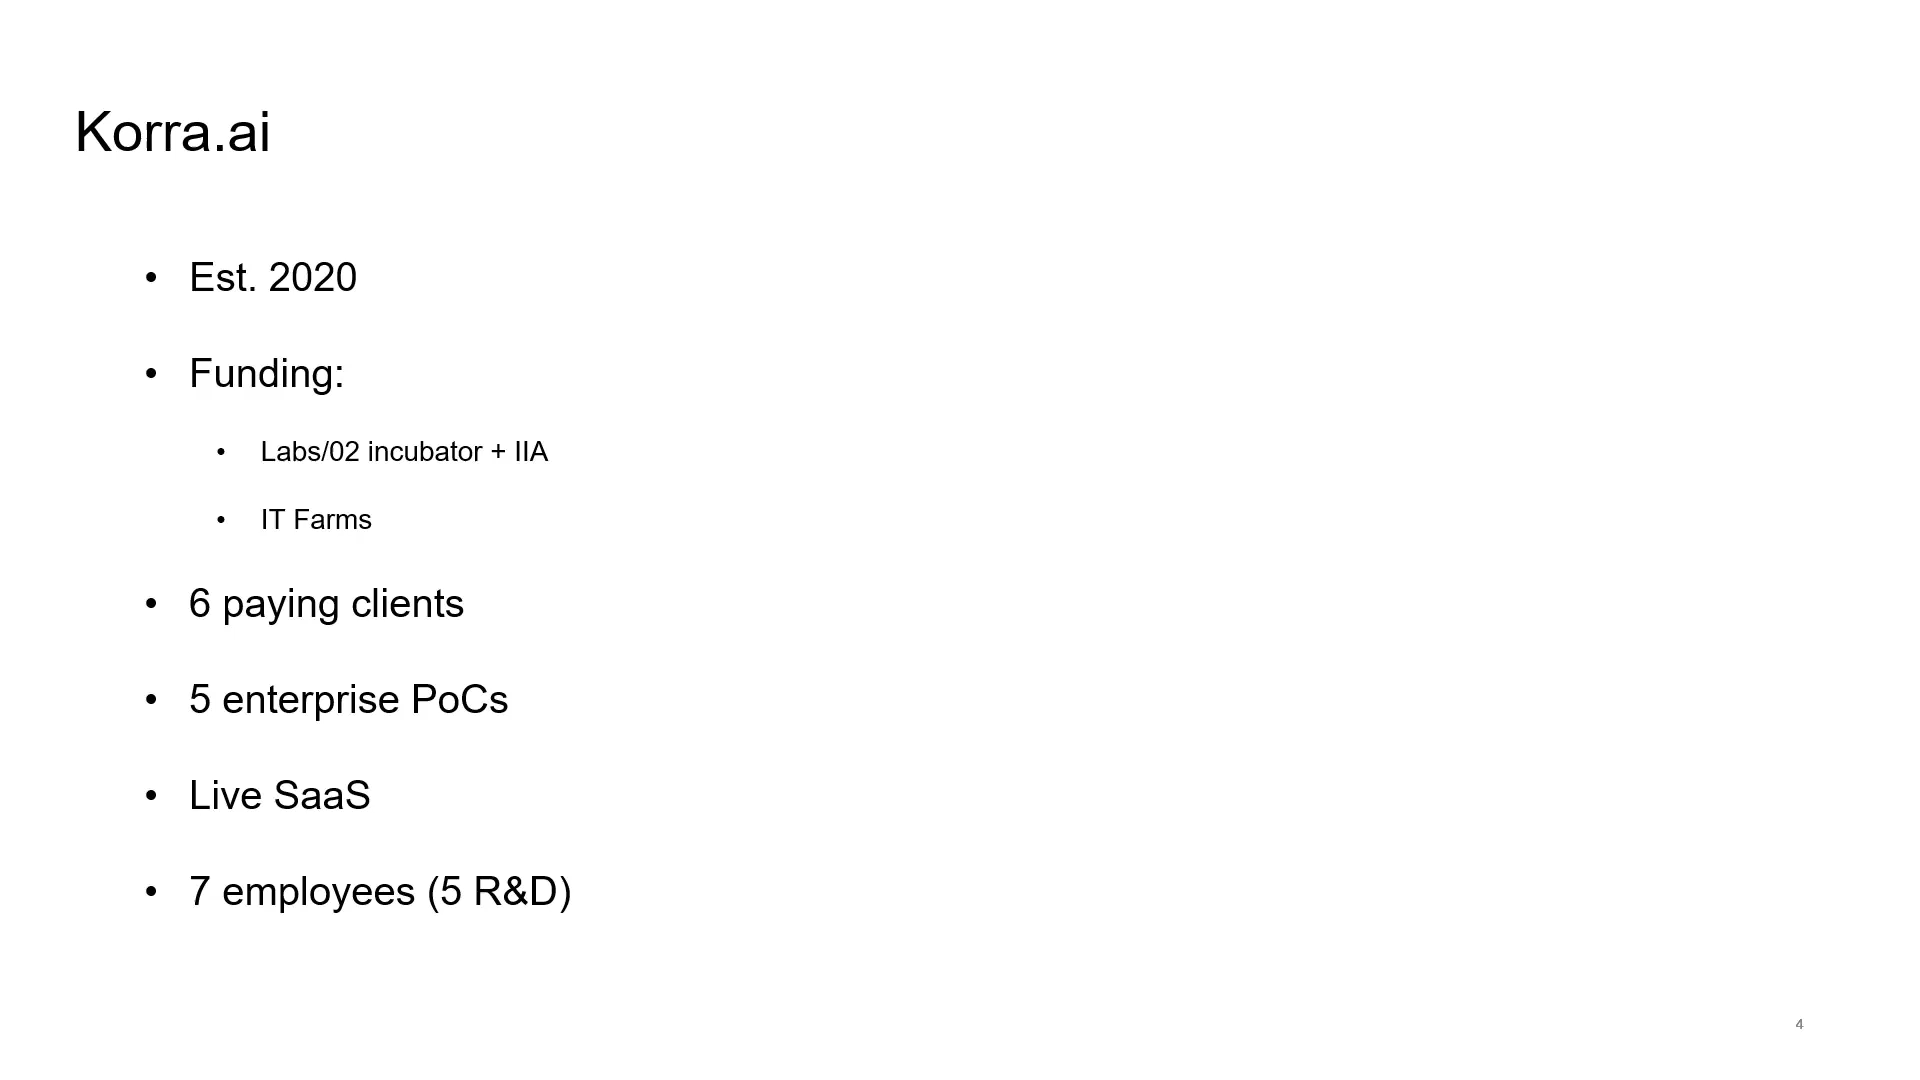 Korra.ai
• Est. 2020
• Funding:
• Labs/02 incubator + IIA
• IT Farms
• 6 paying clients
• 5 enterprise PoCs
• Live SaaS
• 7 employees (5 R&D)
4